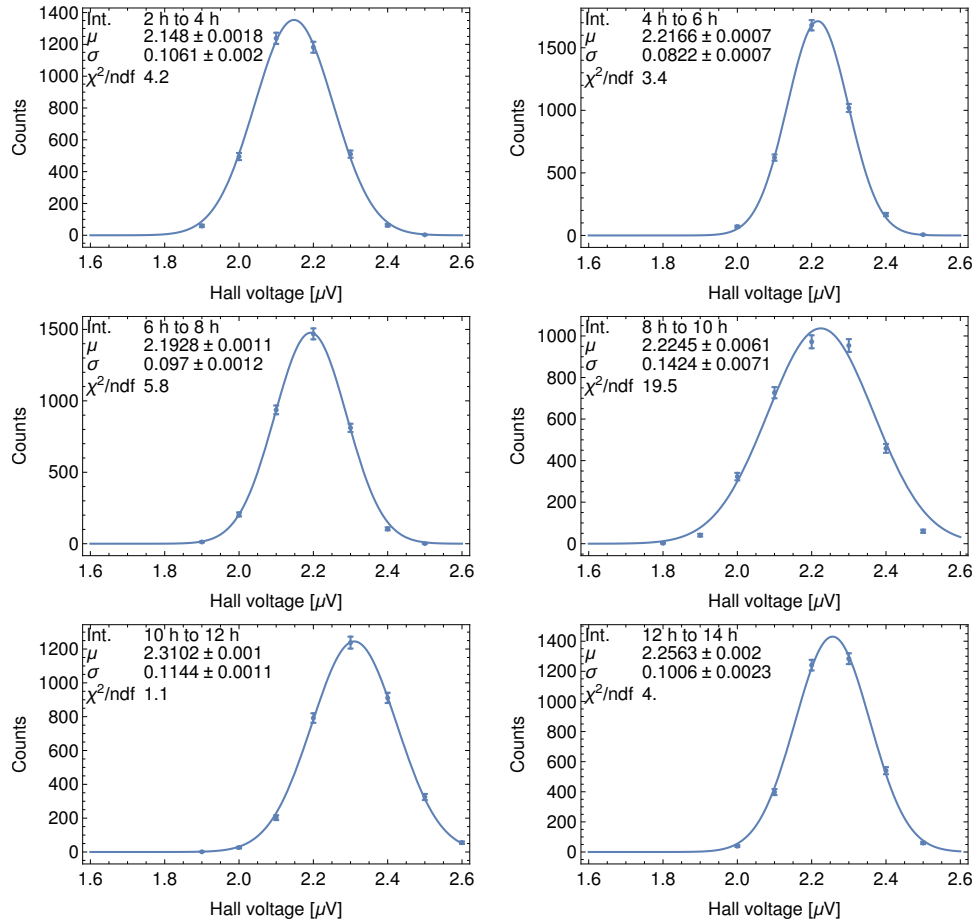 Int. 2 h to 4 h
μ 2.148 ± 0.0018
σ 0.1061 ± 0.002
χ²/ndf 4.2
1400
1200
1000
800
600
400
200
0
Counts
1.6 1.8 2.0 2.2 2.4 2.6
Hall voltage [μV]
Int. 4 h to 6 h
μ 2.2166 ± 0.0007
σ 0.0822 ± 0.0007
χ²/ndf 3.4
1500
1000
500
0
Counts
1.6 1.8 2.0 2.2 2.4 2.6
Hall voltage [μV]
Int. 6 h to 8 h
μ 2.1928 ± 0.0011
σ 0.097 ± 0.0012
χ²/ndf 5.8
1500
1000
500
0
Counts
1.6 1.8 2.0 2.2 2.4 2.6
Hall voltage [μV]
Int. 8 h to 10 h
μ 2.2245 ± 0.0061
σ 0.1424 ± 0.0071
χ²/ndf 19.5
1000
800
600
400
200
0
Counts
1.6 1.8 2.0 2.2 2.4 2.6
Hall voltage [μV]
Int. 10 h to 12 h
μ 2.3102 ± 0.001
σ 0.1144 ± 0.0011
χ²/ndf 1.1
1200
1000
800
600
400
200
0
Counts
1.6 1.8 2.0 2.2 2.4 2.6
Hall voltage [μV]
Int. 12 h to 14 h
μ 2.2563 ± 0.002
σ 0.1006 ± 0.0023
χ²/ndf 4.
1400
1200
1000
800
600
400
200
0
Counts
1.6 1.8 2.0 2.2 2.4 2.6
Hall voltage [μV]